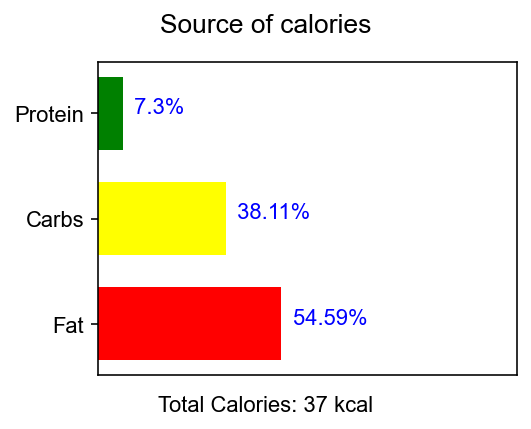 Source of calories
Protein 7.3%
Carbs 38.11%
Fat 54.59%
Total Calories: 37 kcal